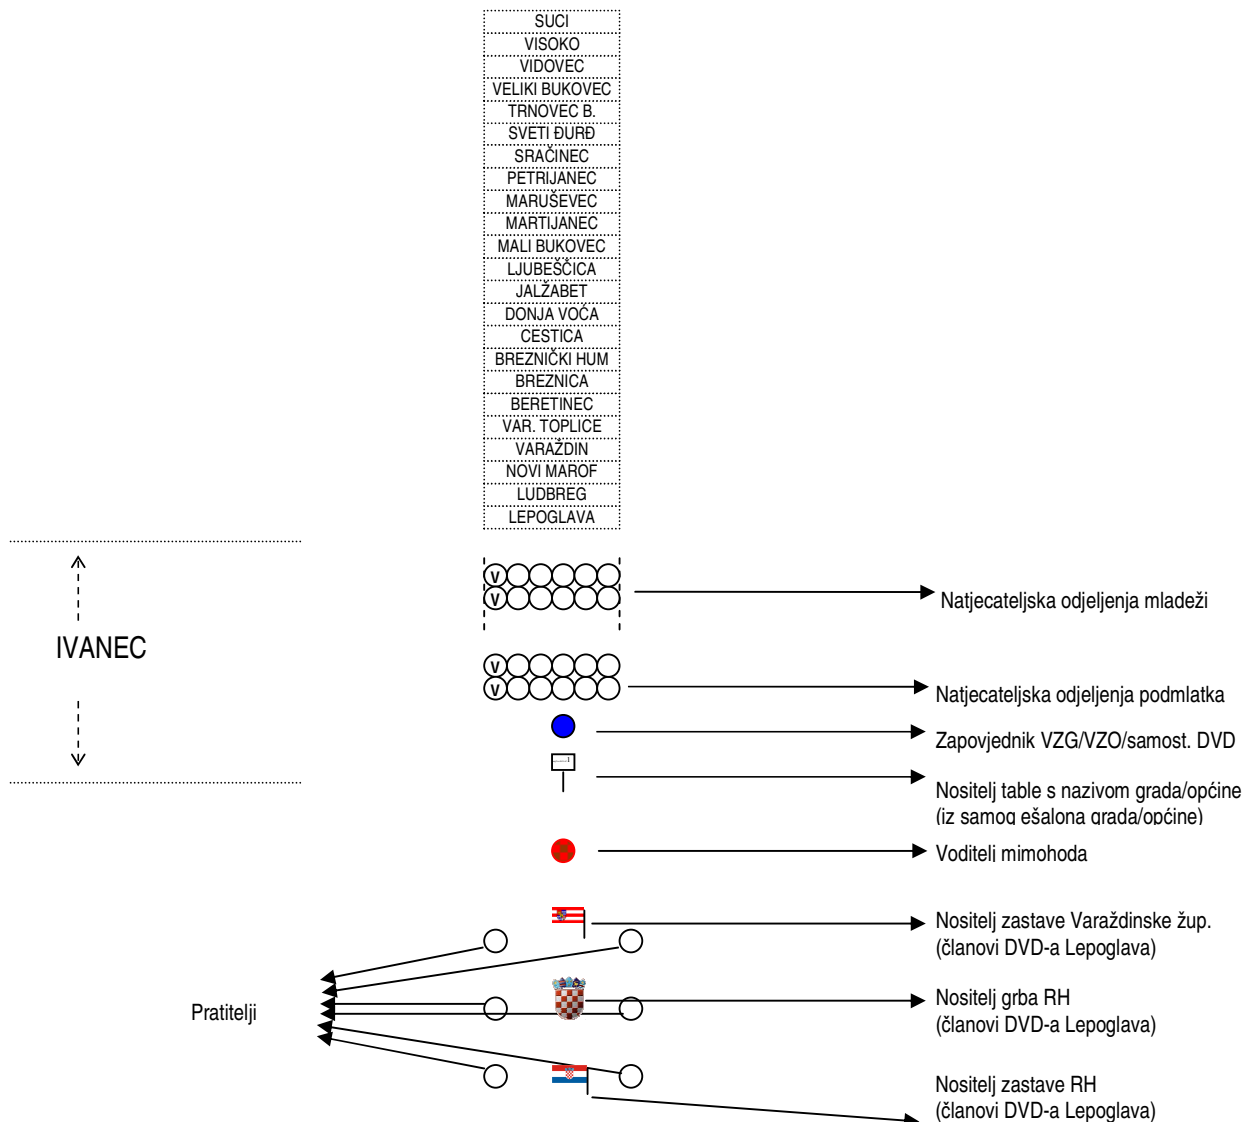 SUCI
VISOKO
VIDOVEC
VELIKI BUKOVEC
TRNOVEC B.
SVETI ĐURĐ
SRAČINEC
PETRIJANEC
MARUŠEVEC
MARTIJANEC
MALI BUKOVEC
LJUBEŠČICA
JALŽABET
DONJA VOĆA
CESTICA
BREZNIČKI HUM
BREZNICA
BERETINEC
VAR. TOPLICE
VARAŽDIN
NOVI MAROF
LUDBREG
LEPOGLAVA
IVANEC
V
V
Natjecateljska odjeljenja mladeži
V
V
Natjecateljska odjeljenja podmlatka
Zapovjednik VZG/VZO/samost. DVD
Nositelj table s nazivom grada/općine
(iz samog ešalona grada/općine)
Voditelj mimohoda
Nositelj zastave Varaždinske žup.
(članovi DVD-a Lepoglava)
Pratitelji
Nositelj grba RH
(članovi DVD-a Lepoglava)
Nositelj zastave RH
(članovi DVD-a Lepoglava)